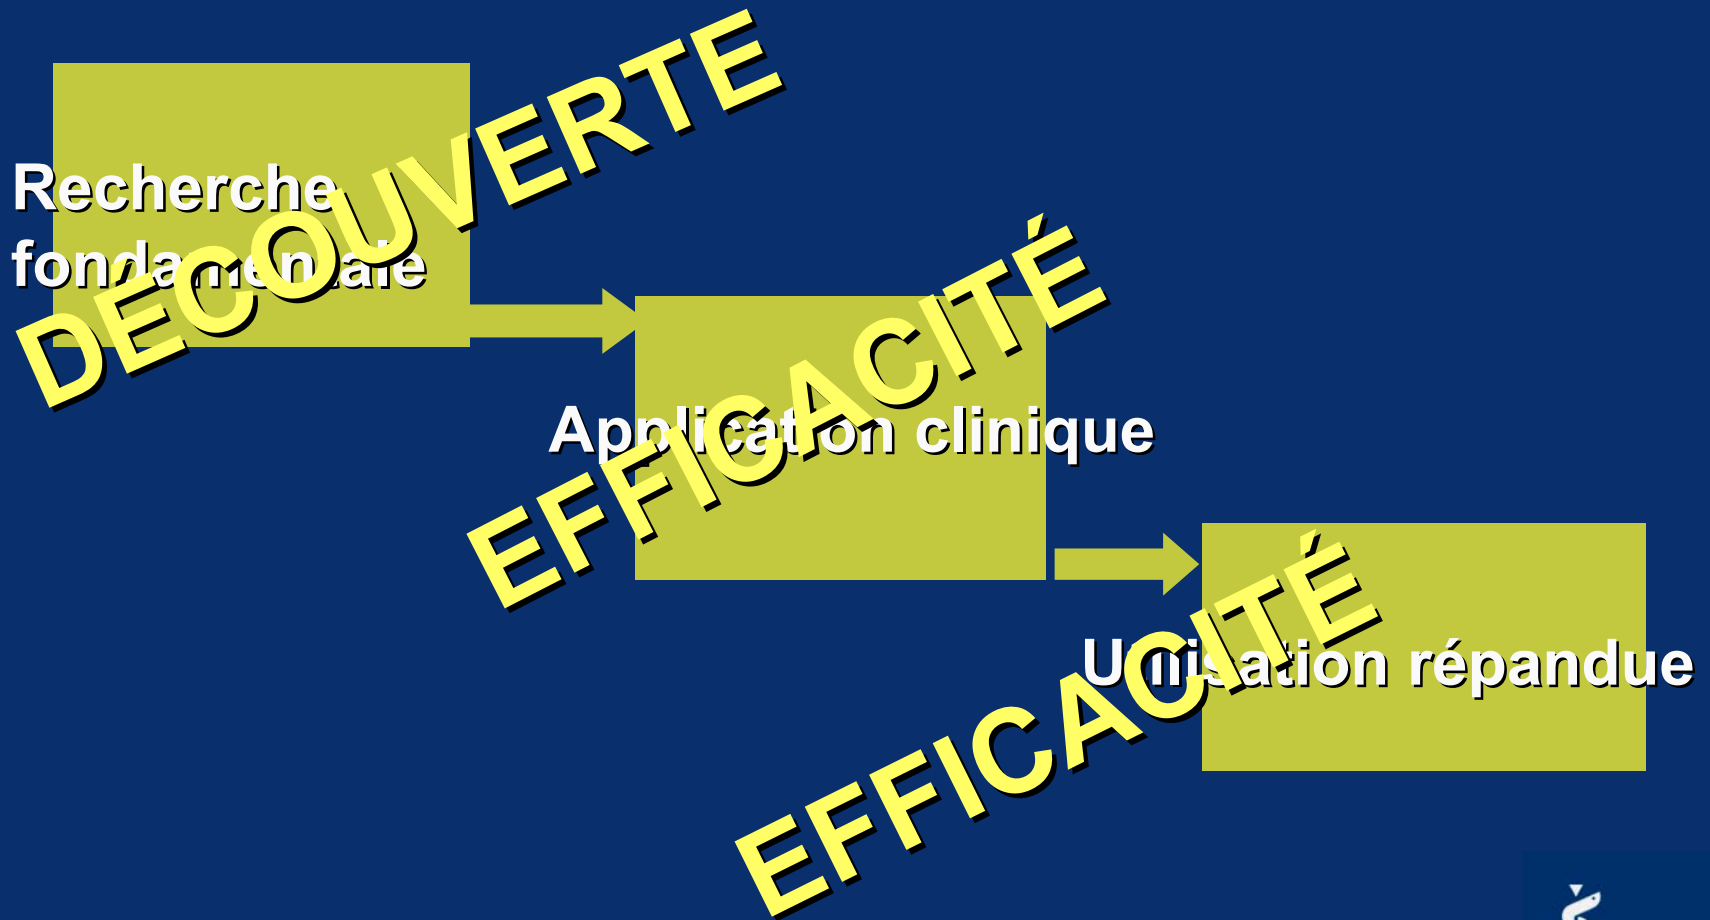 Recherche
fondamentale
DÉCOUVERTE
Application clinique
EFFICACITÉ
Utilisation répandue
EFFICACITÉ